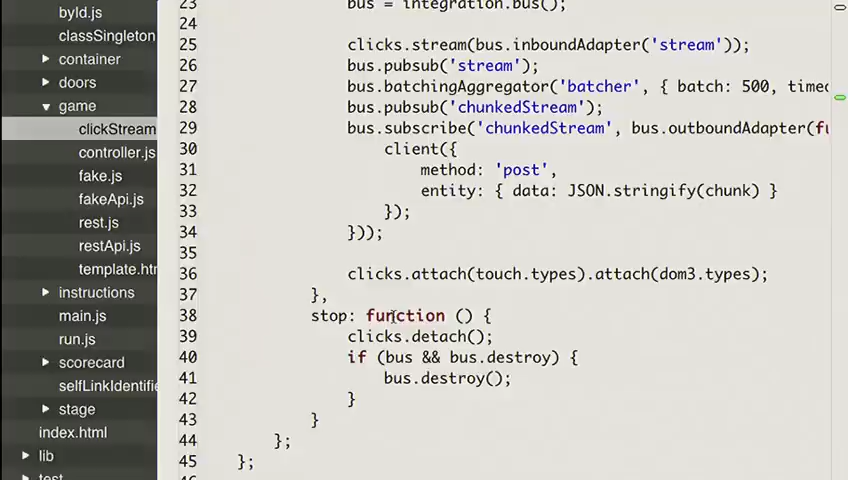 byId.js
classSingleton
container
doors
game
clickStream
controller.js
fake.js
fakeApi.js
rest.js
restApi.js
template.htm
instructions
main.js
run.js
scorecard
selfLinkIdentifie
stage
index.html
lib
test
23 bus = integration.bus();
24
25 clicks.stream(bus.inboundAdapter('stream'));
26 bus.pubsub('stream');
27 bus.batchingAggregator('batcher', { batch: 500, timeo
28 bus.pubsub('chunkedStream');
29 bus.subscribe('chunkedStream', bus.outboundAdapter(fu
30 client({
31 method: 'post',
32 entity: { data: JSON.stringify(chunk) }
33 });
34 }));
35
36 clicks.attach(touch.types).attach(dom3.types);
37 },
38 stop: function () {
39 clicks.detach();
40 if (bus && bus.destroy) {
41 bus.destroy();
42 }
43 }
44 };
45 };